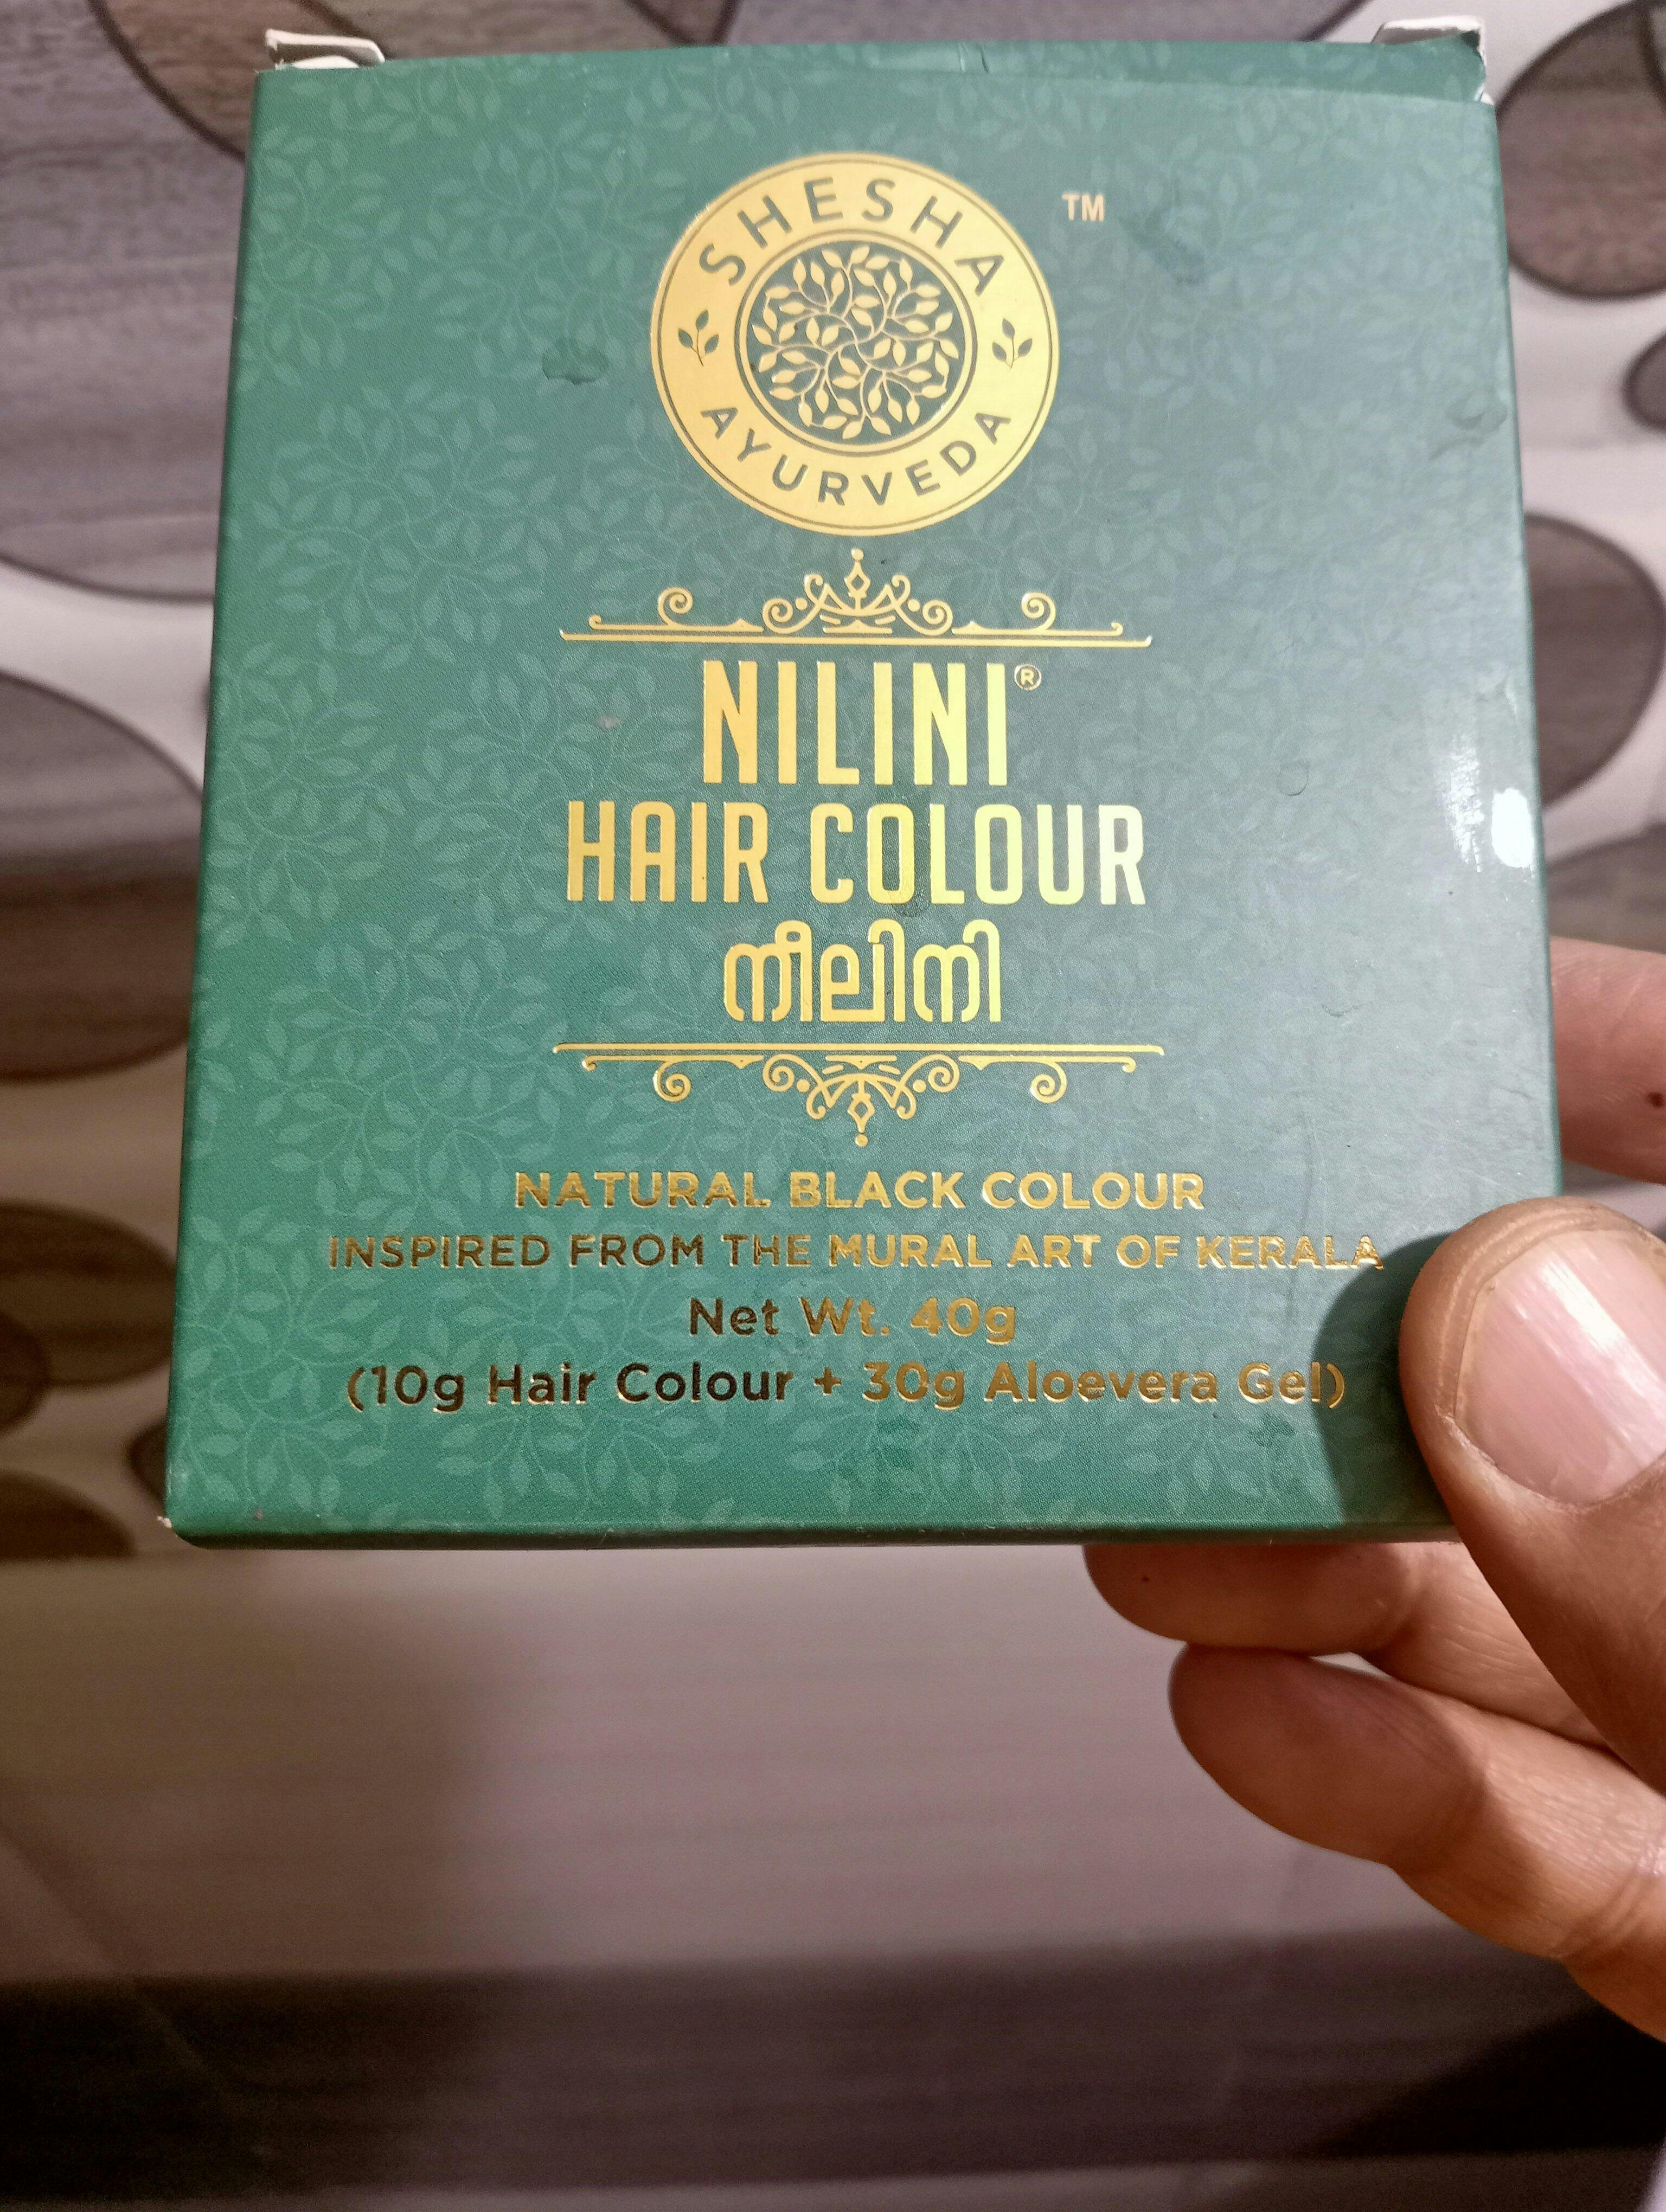 SHESHA
AYURVEDA
TM
NILINI®
HAIR COLOUR
നീലിനി
NATURAL BLACK COLOUR
INSPIRED FROM THE MURAL ART OF KERALA
Net Wt. 40g
(10g Hair Colour + 30g Aloevera Gel)